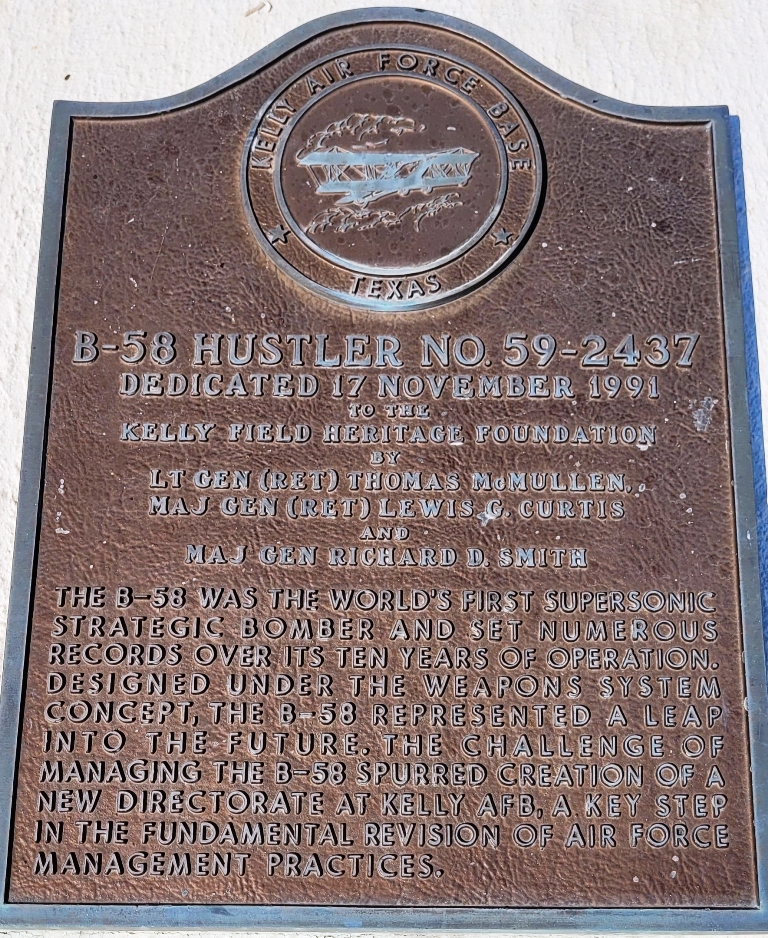 KELLY AIR FORCE BASE
TEXAS
B-58 HUSTLER NO. 59-2437
DEDICATED 17 NOVEMBER 1991
TO THE
KELLY FIELD HERITAGE FOUNDATION
BY
LT GEN (RET) THOMAS McMULLEN,
MAJ GEN (RET) LEWIS G. CURTIS
AND
MAJ GEN RICHARD D. SMITH
THE B-58 WAS THE WORLD'S FIRST SUPERSONIC
STRATEGIC BOMBER AND SET NUMEROUS
RECORDS OVER ITS TEN YEARS OF OPERATION.
DESIGNED UNDER THE WEAPONS SYSTEM
CONCEPT, THE B-58 REPRESENTED A LEAP
INTO THE FUTURE. THE CHALLENGE OF
MANAGING THE B-58 SPURRED CREATION OF A
NEW DIRECTORATE AT KELLY AFB, A KEY STEP
IN THE FUNDAMENTAL REVISION OF AIR FORCE
MANAGEMENT PRACTICES.